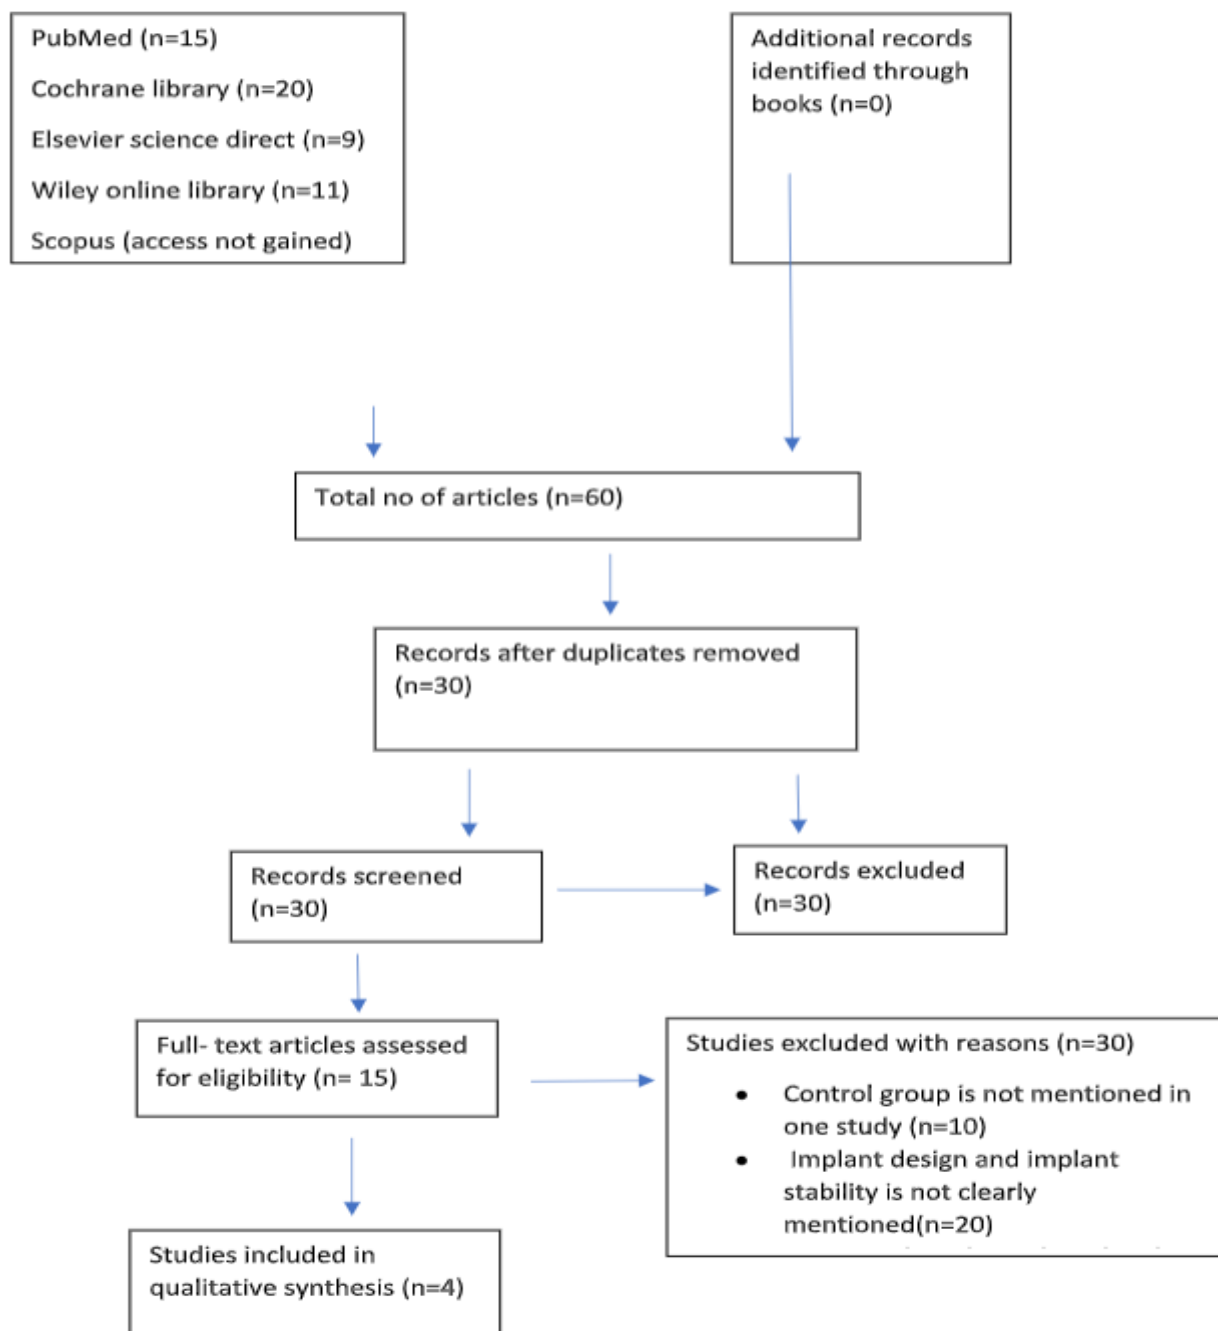 PubMed (n=15)
Cochrane library (n=20)
Elsevier science direct (n=9)
Wiley online library (n=11)
Scopus (access not gained)
Additional records
identified through
books (n=0)
Total no of articles (n=60)
Records after duplicates removed
(n=30)
Records screened
(n=30)
Records excluded
(n=30)
Full- text articles assessed
for eligibility (n= 15)
Studies excluded with reasons (n=30)
• Control group is not mentioned in
one study (n=10)
• Implant design and implant
stability is not clearly
mentioned(n=20)
Studies included in
qualitative synthesis (n=4)